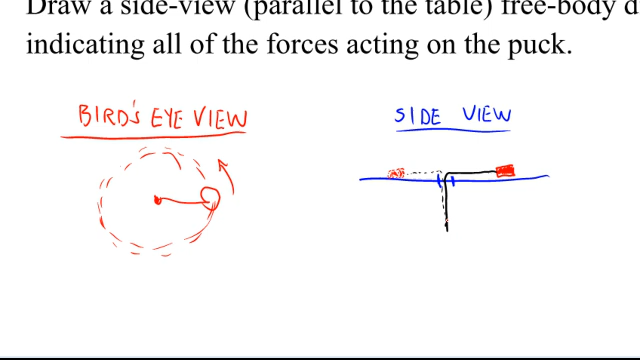 Draw a side-view (parallel to the table) free-body
indicating all of the forces acting on the puck.
BIRD'S EYE VIEW
SIDE VIEW